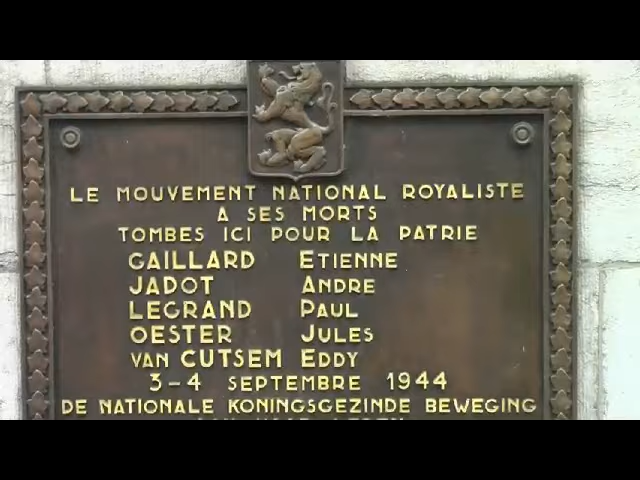 LE MOUVEMENT NATIONAL ROYALISTE
A SES MORTS
TOMBES ICI POUR LA PATRIE
GAILLARD ETIENNE
JADOT ANDRE
LEGRAND PAUL
OESTER JULES
VAN CUTSEM EDDY
3-4 SEPTEMBRE 1944
DE NATIONALE KONINGSGEZINDE BEWEGING